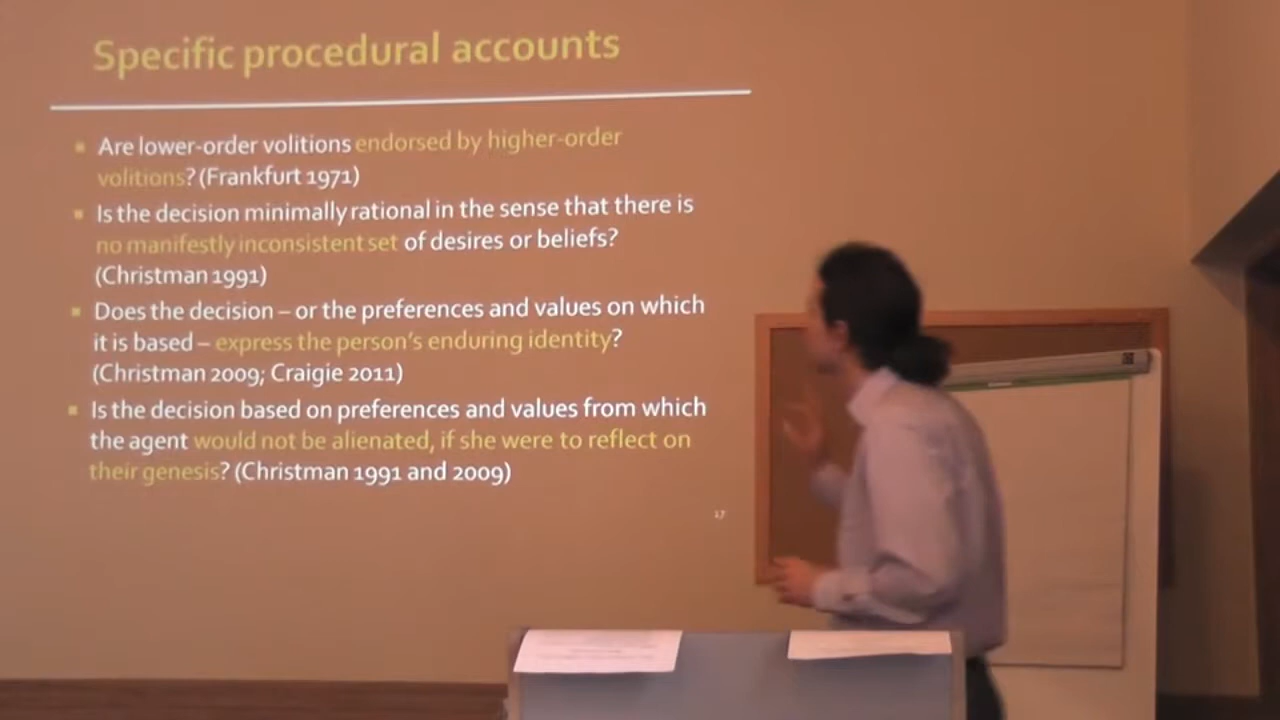 Specific procedural accounts
Are lower-order volitions endorsed by higher-order
volitions? (Frankfurt 1971)
Is the decision minimally rational in the sense that there is
no manifestly inconsistent set of desires or beliefs?
(Christman 1991)
Does the decision – or the preferences and values on which
it is based – express the person's enduring identity?
(Christman 2009; Craigie 2011)
Is the decision based on preferences and values from which
the agent would not be alienated, if she were to reflect on
their genesis? (Christman 1991 and 2009)
17